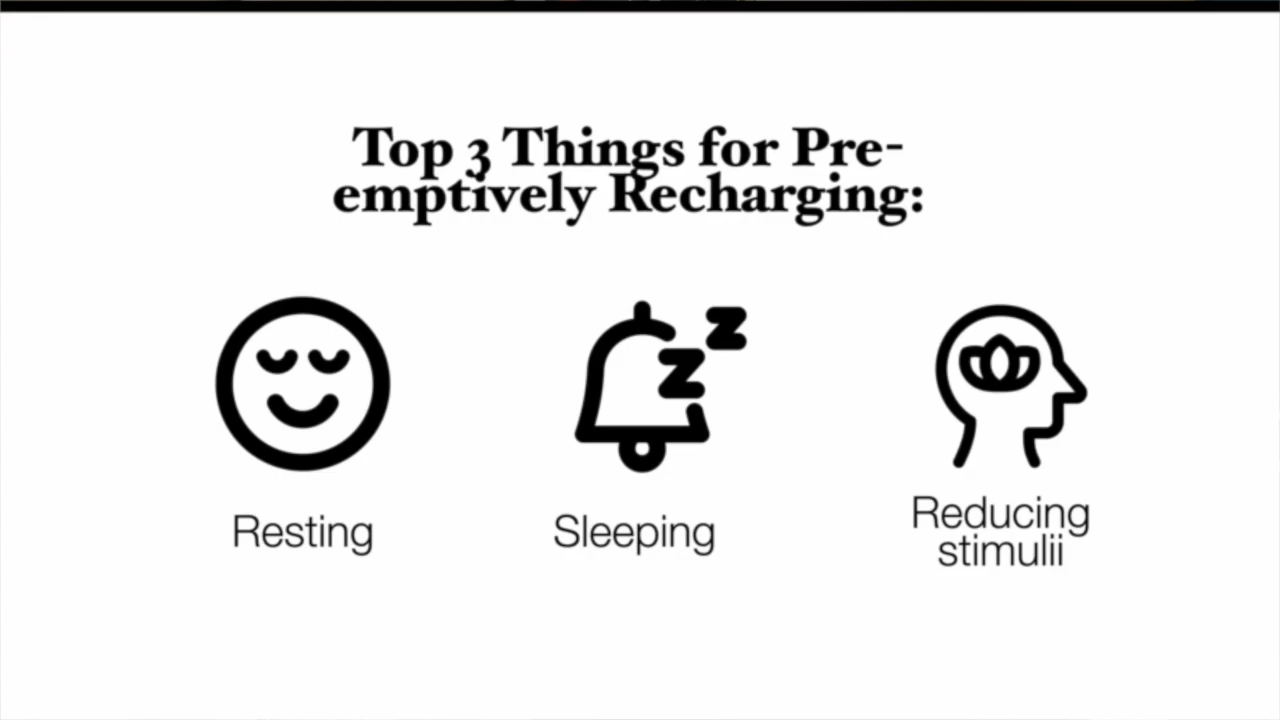 Top 3 Things for Pre-
emptively Recharging:
Resting
Sleeping
Reducing
stimulii